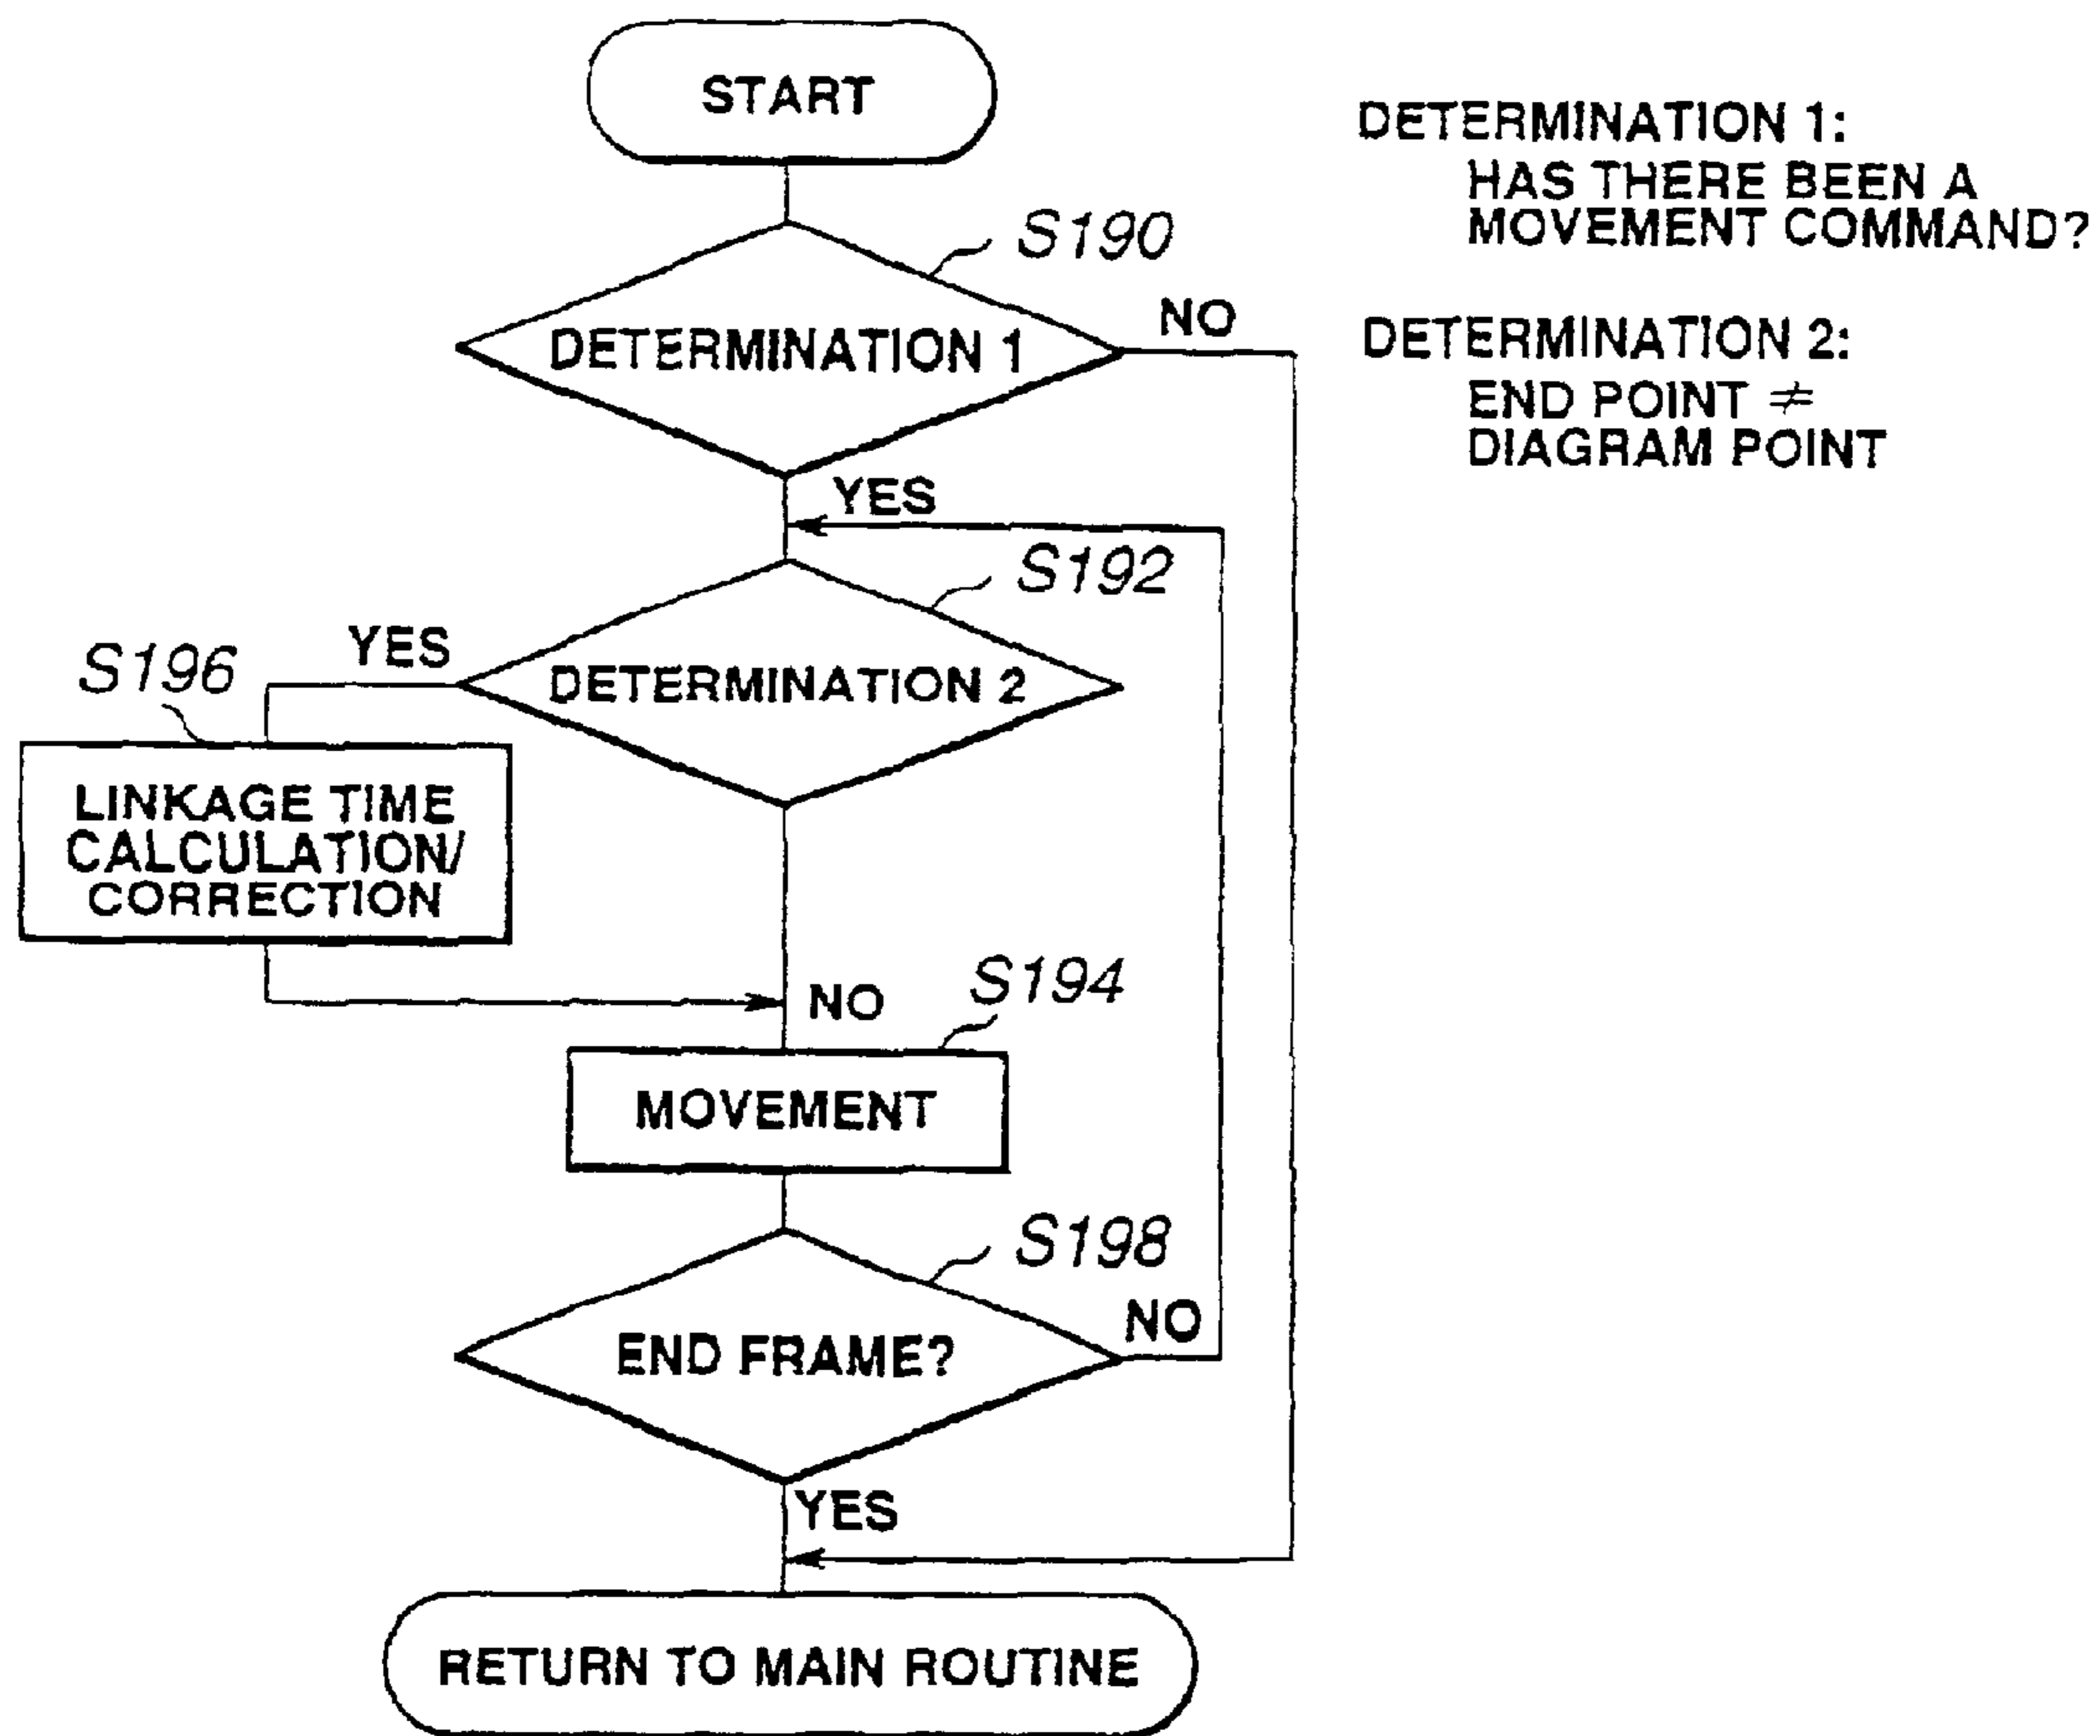 START
DETERMINATION 1:
HAS THERE BEEN A
MOVEMENT COMMAND?
S190
NO
DETERMINATION 1
DETERMINATION 2:
END POINT ≠
DIAGRAM POINT
YES
S192
YES
S196
DETERMINATION 2
LINKAGE TIME
CALCULATION/
CORRECTION
S194
NO
MOVEMENT
S198
NO
END FRAME?
YES
RETURN TO MAIN ROUTINE